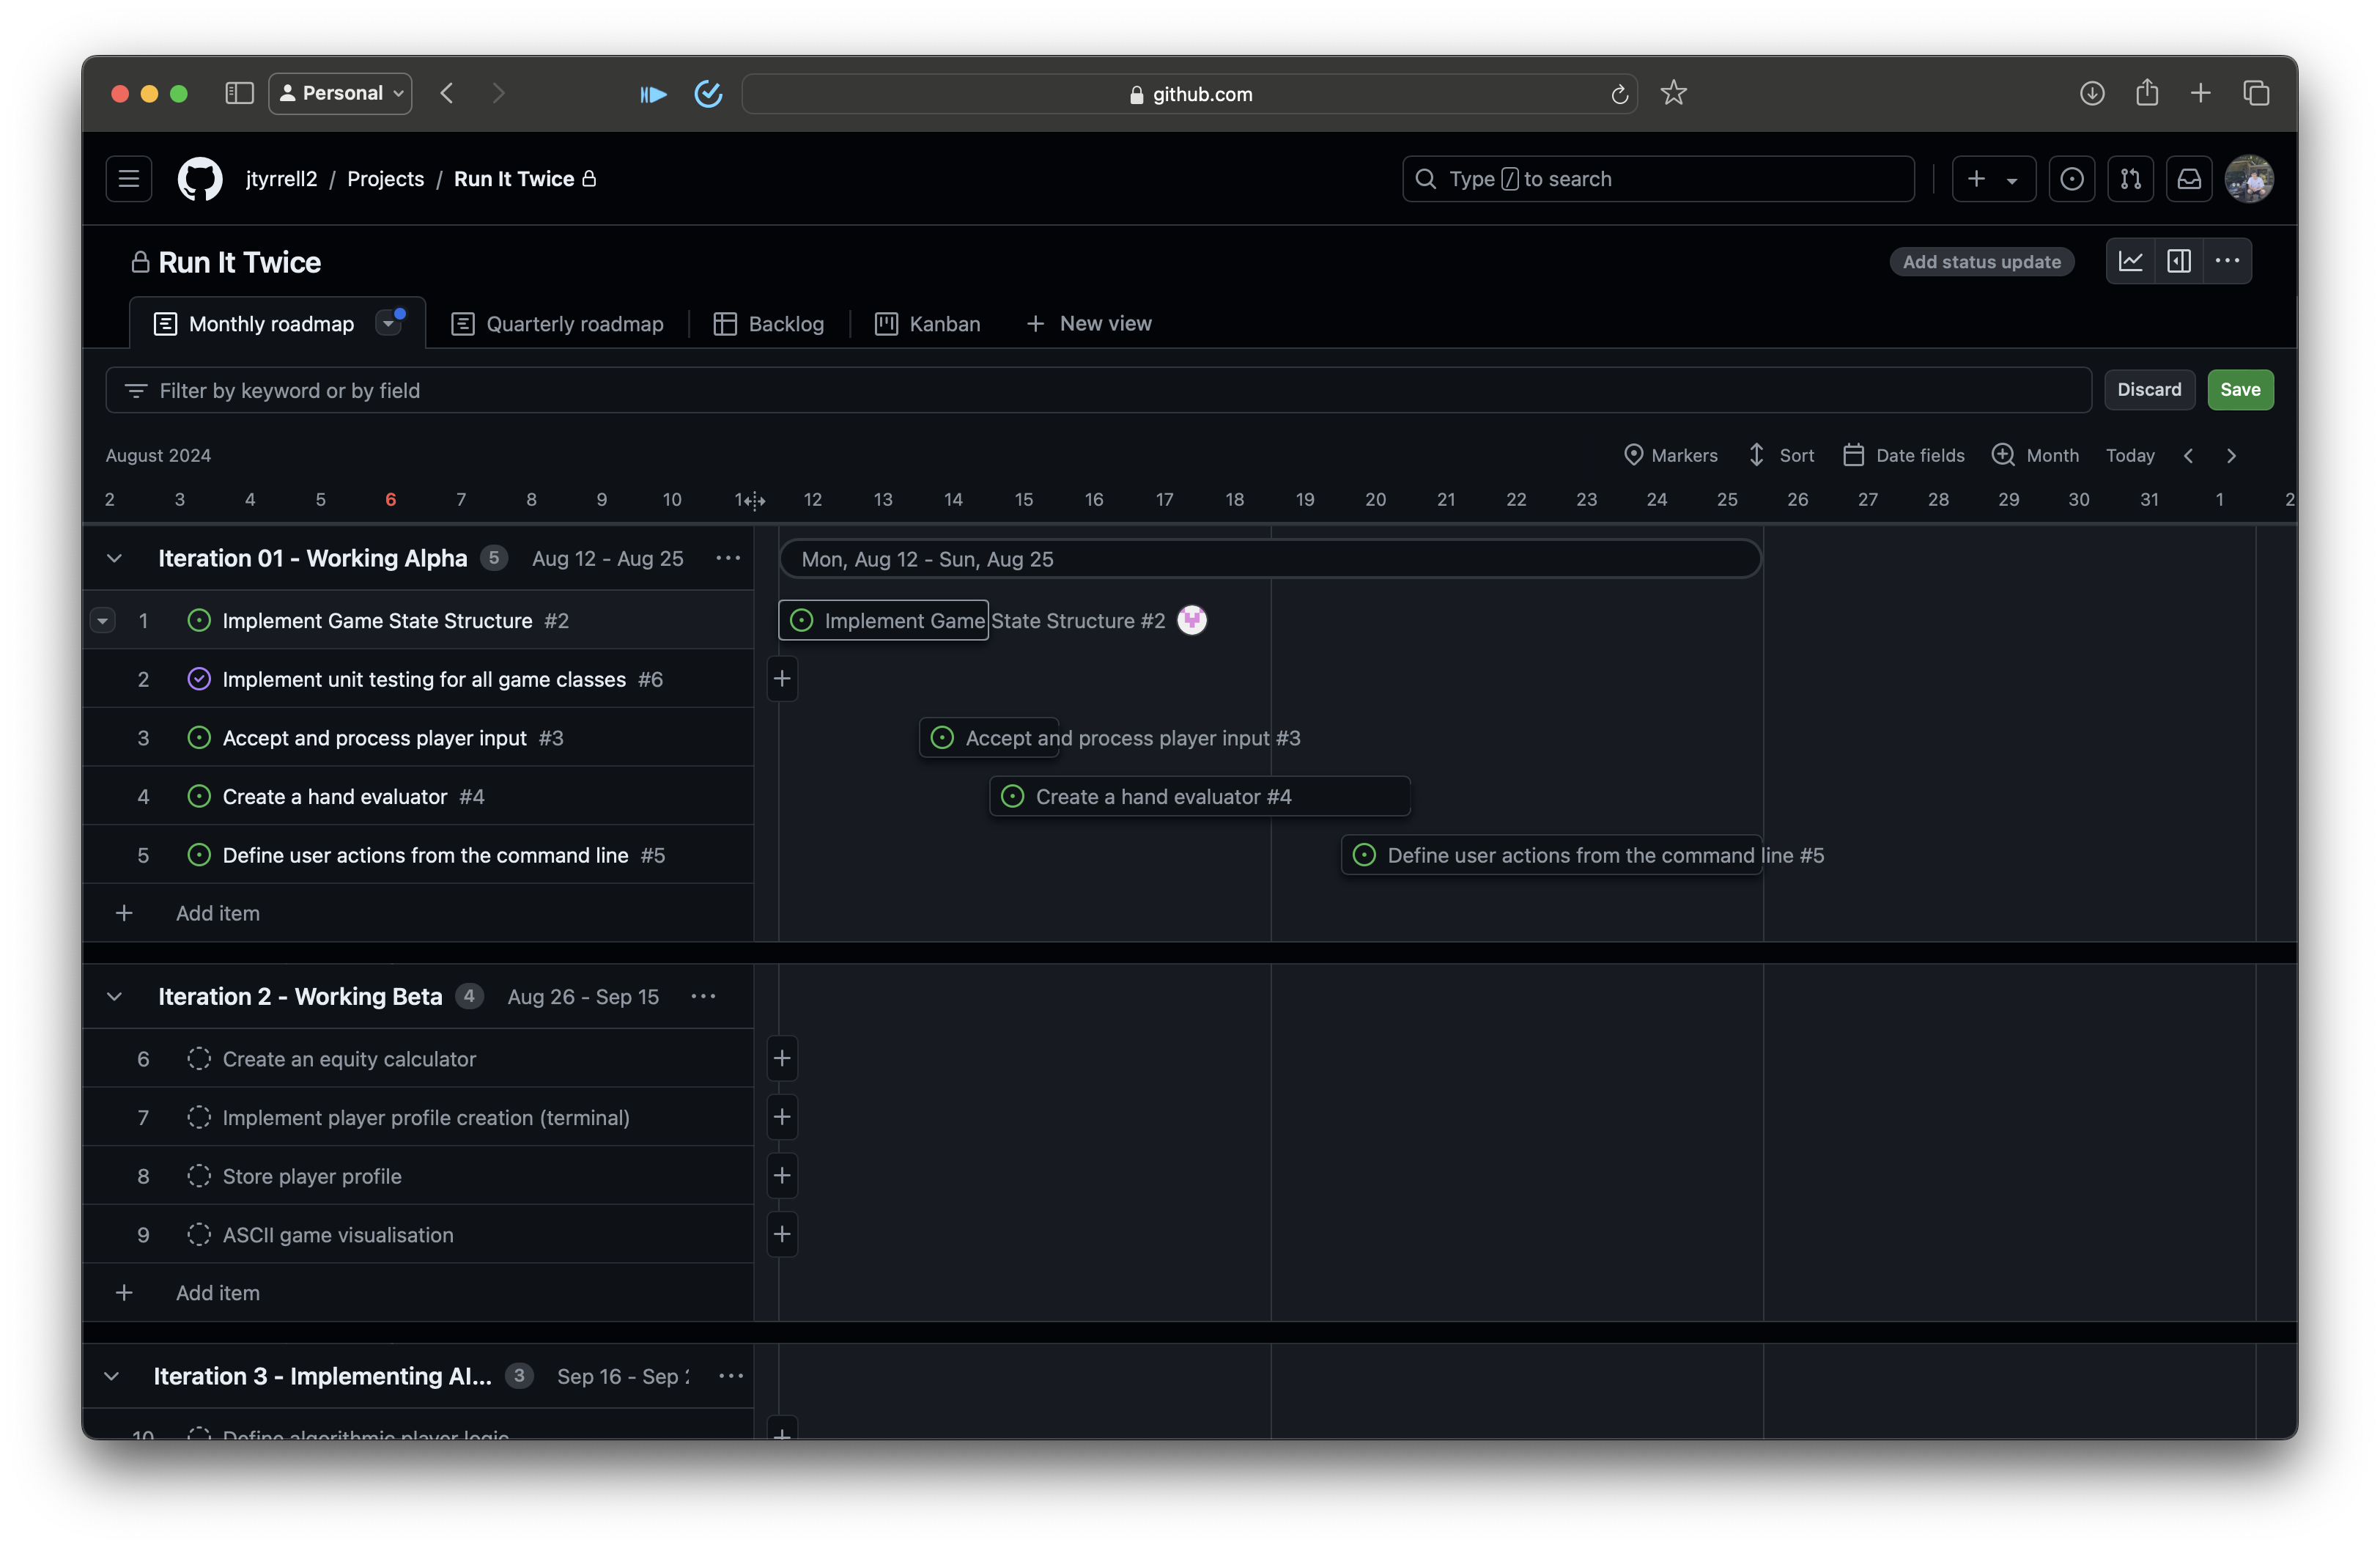 Personal
github.com
jtyrrell2 / Projects / Run It Twice
Type / to search
Run It Twice
Add status update
Monthly roadmap
Quarterly roadmap
Backlog
Kanban
New view
Filter by keyword or by field
Discard
Save
August 2024
Markers
Sort
Date fields
Month
Today
2 3 4 5 6 7 8 9 10 1 12 13 14 15 16 17 18 19 20 21 22 23 24 25 26 27 28 29 30 31 1 2
Iteration 01 - Working Alpha 5 Aug 12 - Aug 25 ...
Mon, Aug 12 - Sun, Aug 25
1 Implement Game State Structure #2
Implement Game State Structure #2
2 Implement unit testing for all game classes #6
3 Accept and process player input #3
Accept and process player input #3
4 Create a hand evaluator #4
Create a hand evaluator #4
5 Define user actions from the command line #5
Define user actions from the command line #5
Add item
Iteration 2 - Working Beta 4 Aug 26 - Sep 15 ...
6 Create an equity calculator
7 Implement player profile creation (terminal)
8 Store player profile
9 ASCII game visualisation
Add item
Iteration 3 - Implementing Al... 3 Sep 16 - Sep ...
10 Define algorithmic player logic